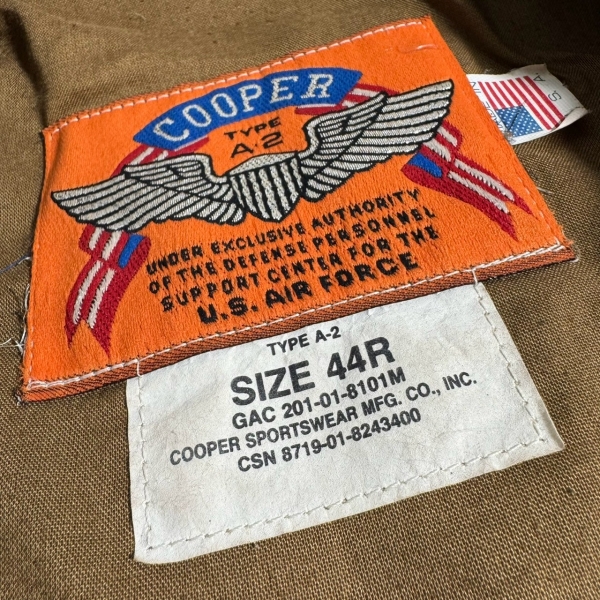 COOPER
TYPE
A-2
UNDER EXCLUSIVE AUTHORITY
OF THE DEFENSE PERSONNEL
SUPPORT CENTER FOR THE
U.S. AIR FORCE
TYPE A-2
SIZE 44R
GAC 201-01-8101M
COOPER SPORTSWEAR MFG. CO., INC.
CSN 8719-01-8243400